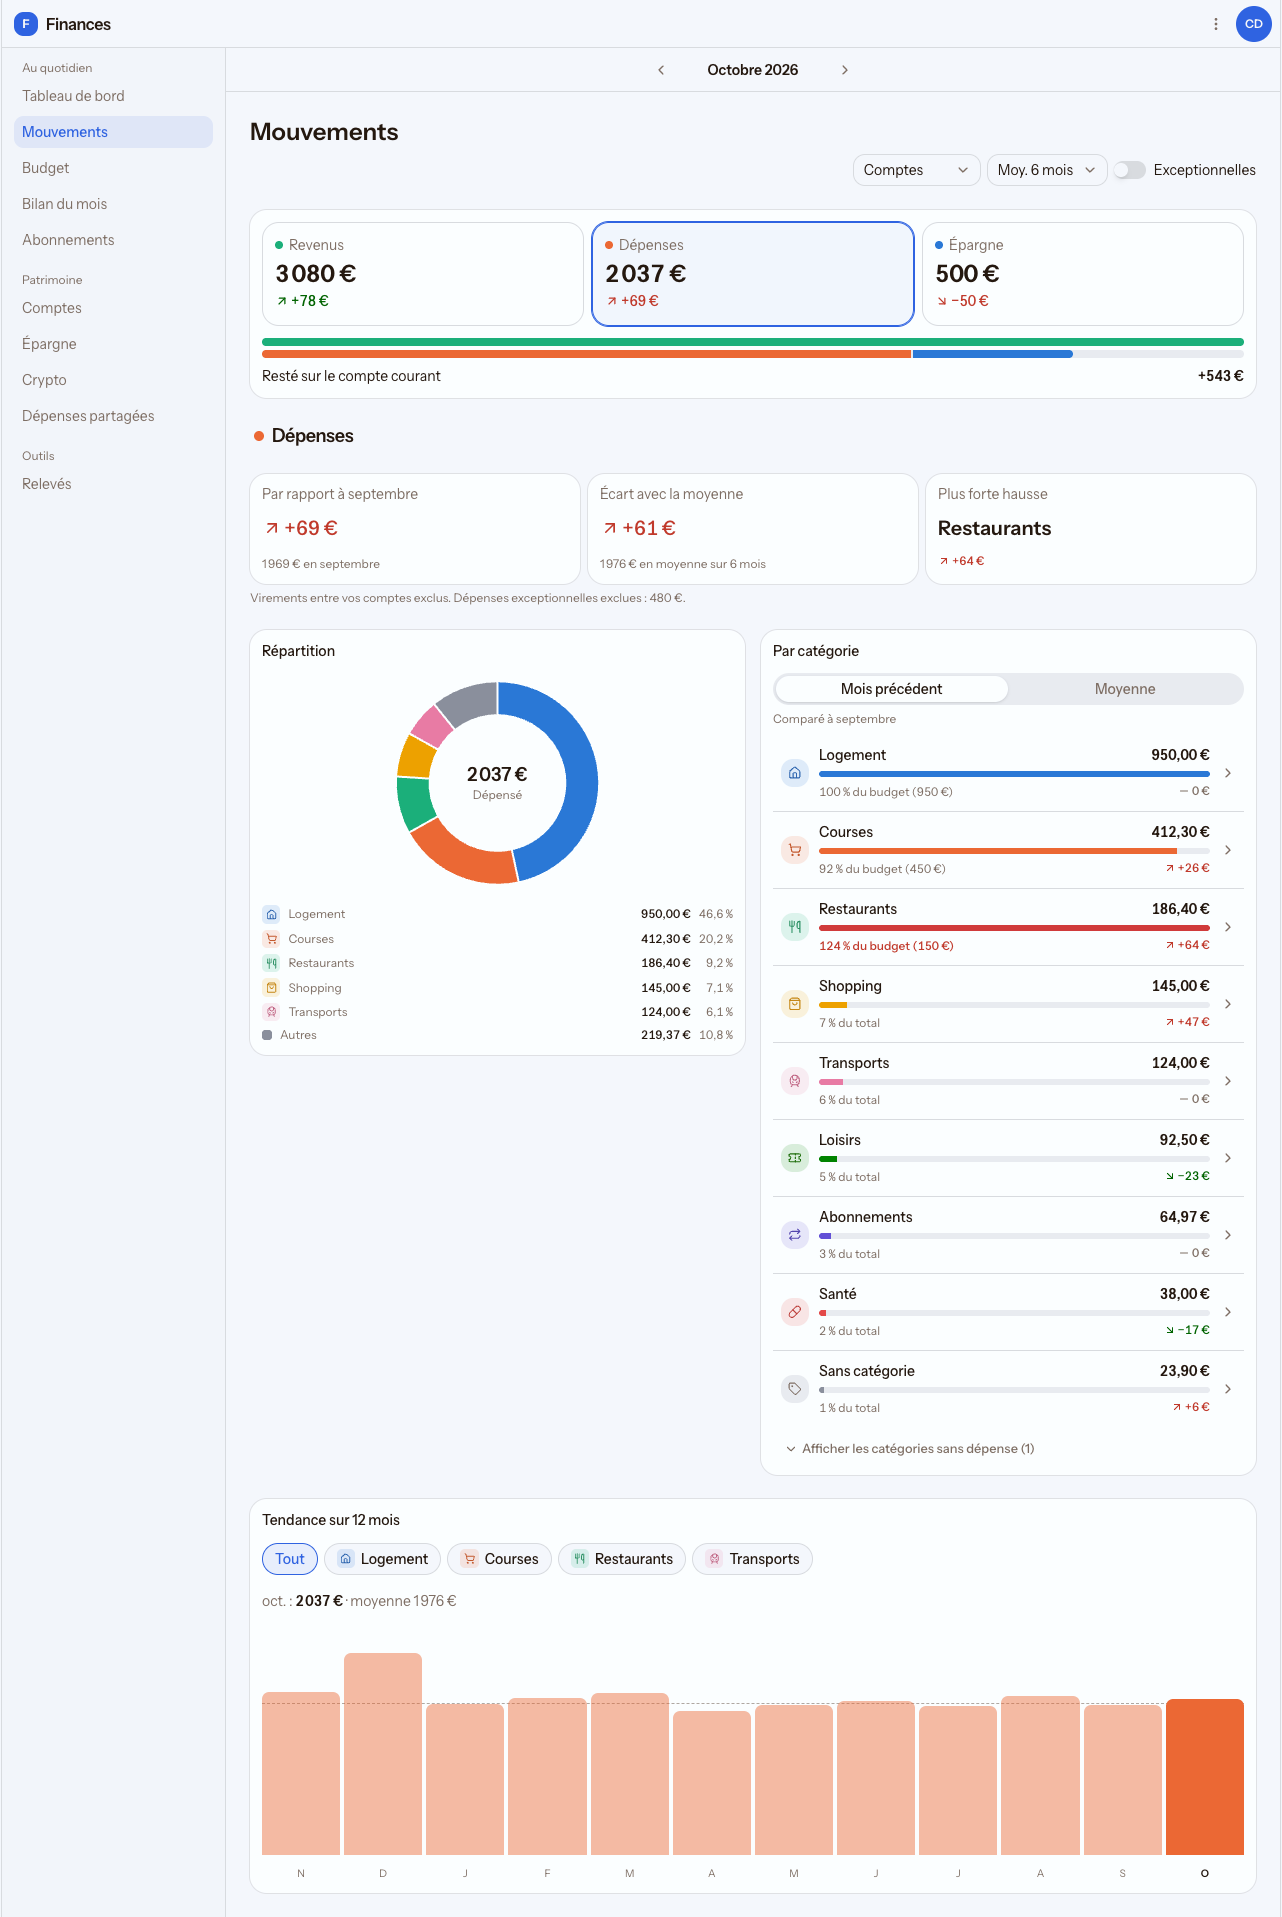 F Finances
CD
Au quotidien
Tableau de bord
Mouvements
Budget
Bilan du mois
Abonnements
Patrimoine
Comptes
Épargne
Crypto
Dépenses partagées
Outils
Relevés
Octobre 2026
Mouvements
Comptes
Moy. 6 mois
Exceptionnelles
Revenus
3 080 €
+78 €
Dépenses
2 037 €
+69 €
Épargne
500 €
−50 €
Resté sur le compte courant
+543 €
Dépenses
Par rapport à septembre
+69 €
1 969 € en septembre
Écart avec la moyenne
+61 €
1 976 € en moyenne sur 6 mois
Plus forte hausse
Restaurants
+64 €
Virements entre vos comptes exclus. Dépenses exceptionnelles exclues : 480 €.
Répartition
2 037 €
Dépensé
Logement 950,00 € 46,6 %
Courses 412,30 € 20,2 %
Restaurants 186,40 € 9,2 %
Shopping 145,00 € 7,1 %
Transports 124,00 € 6,1 %
Autres 219,37 € 10,8 %
Par catégorie
Mois précédent
Moyenne
Comparé à septembre
Logement 950,00 €
100 % du budget (950 €) — 0 €
Courses 412,30 €
92 % du budget (450 €) +26 €
Restaurants 186,40 €
124 % du budget (150 €) +64 €
Shopping 145,00 €
7 % du total +47 €
Transports 124,00 €
6 % du total — 0 €
Loisirs 92,50 €
5 % du total −23 €
Abonnements 64,97 €
3 % du total — 0 €
Santé 38,00 €
2 % du total −17 €
Sans catégorie 23,90 €
1 % du total +6 €
Afficher les catégories sans dépense (1)
Tendance sur 12 mois
Tout
Logement
Courses
Restaurants
Transports
oct. : 2 037 € · moyenne 1 976 €
N D J F M A M J J A S O